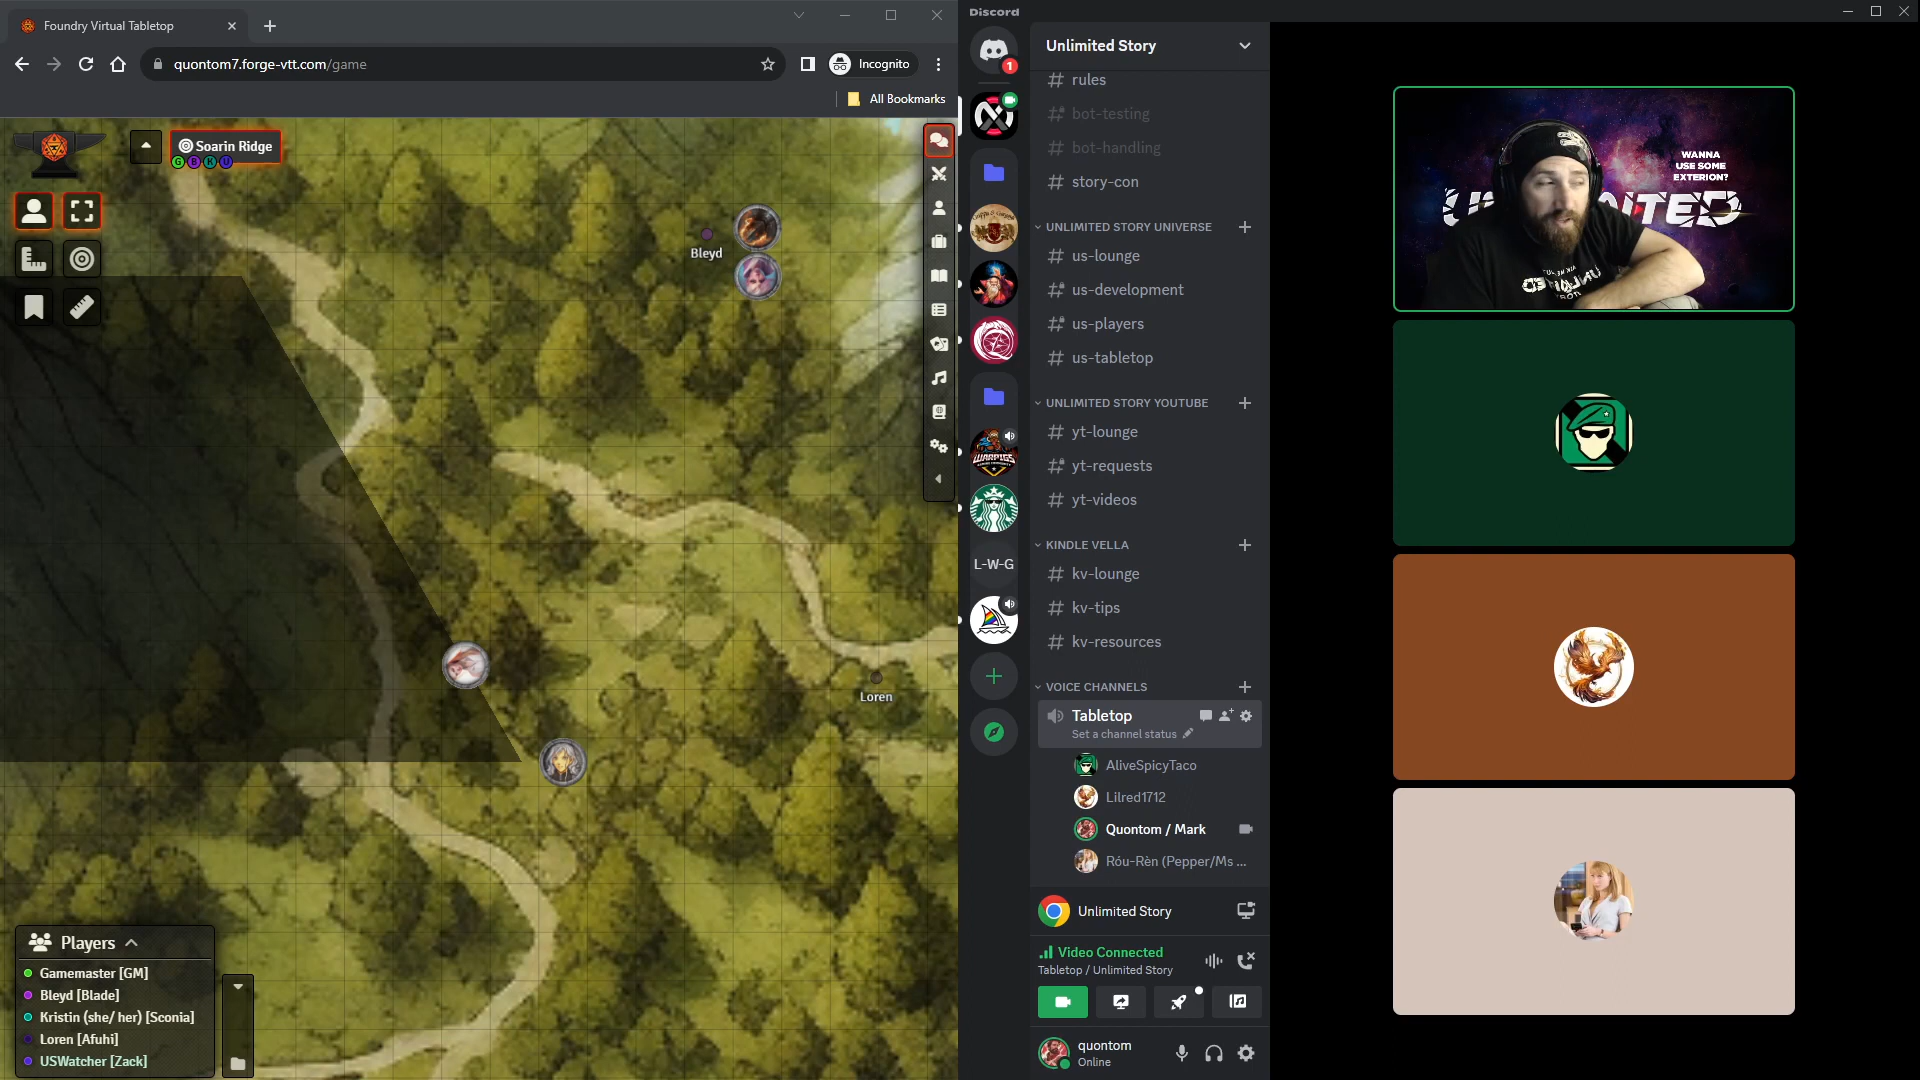 Foundry Virtual Tabletop
quontom7.forge-vtt.com/game
Incognito
All Bookmarks
Soarin Ridge
G B K U
Bleyd
Loren
Players
Gamemaster [GM]
Bleyd [Blade]
Kristin (she/ her) [Sconia]
Loren [Afuhi]
USWatcher [Zack]
Discord
1
WARPIGS
L-W-G
Unlimited Story
rules
bot-testing
bot-handling
story-con
UNLIMITED STORY UNIVERSE
us-lounge
us-development
us-players
us-tabletop
UNLIMITED STORY YOUTUBE
yt-lounge
yt-requests
yt-videos
KINDLE VELLA
kv-lounge
kv-tips
kv-resources
VOICE CHANNELS
Tabletop
Set a channel status
AliveSpicyTaco
Lilred1712
Quontom / Mark
Róu-Rèn (Pepper/Ms ...
Unlimited Story
Video Connected
Tabletop / Unlimited Story
quontom
Online
WANNA
USE SOME
EXTERION?